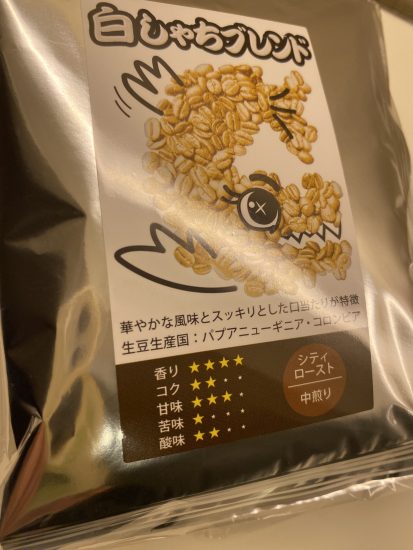 白しゃちブレンド
華やかな風味とスッキリとした口当たりが特徴
生豆生産国：パプアニューギニア・コロンビア
香り ★★★★
コク ★★
甘味 ★★★
苦味 ★
酸味 ★★
シティ
ロースト
中煎り